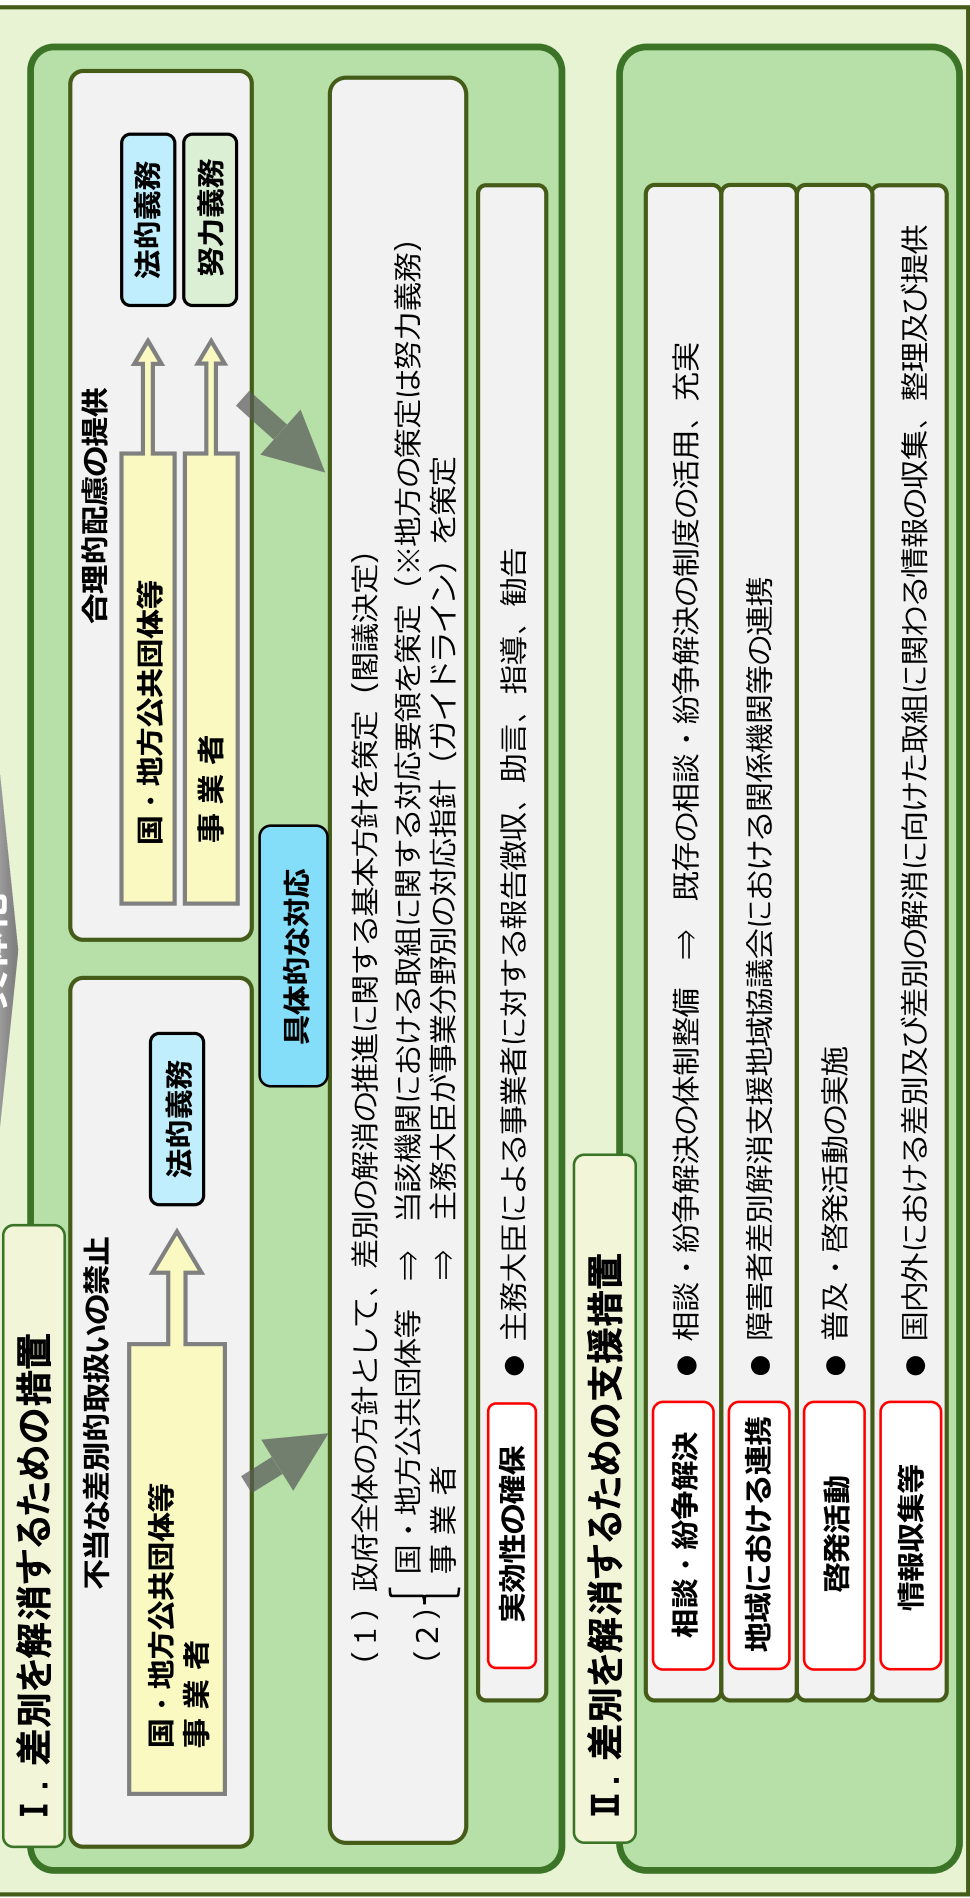 Ⅰ．差別を解消するための措置
不当な差別的取扱いの禁止
国・地方公共団体等
事 業 者
法的義務
合理的配慮の提供
国・地方公共団体等
法的義務
事 業 者
努力義務
具体的な対応
（１）政府全体の方針として、差別の解消の推進に関する基本方針を策定（閣議決定）
（２） 国・地方公共団体等 ⇒ 当該機関における取組に関する対応要領を策定（※地方の策定は努力義務）
事 業 者 ⇒ 主務大臣が事業分野別の対応指針（ガイドライン）を策定
実効性の確保 ● 主務大臣による事業者に対する報告徴収、助言、指導、勧告
Ⅱ．差別を解消するための支援措置
相談・紛争解決 ● 相談・紛争解決の体制整備 ⇒ 既存の相談・紛争解決の制度の活用、充実
地域における連携 ● 障害者差別解消支援地域協議会における関係機関等の連携
啓発活動 ● 普及・啓発活動の実施
情報収集等 ● 国内外における差別及び差別の解消に向けた取組に関わる情報の収集、整理及び提供